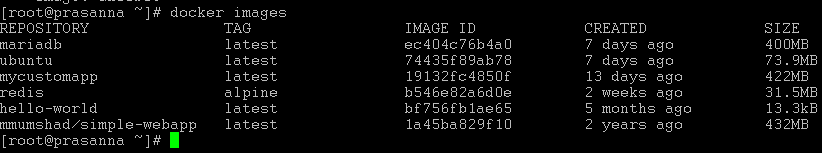 [root@prasanna ~]# docker images
REPOSITORY TAG IMAGE ID CREATED SIZE
mariadb latest ec404c76b4a0 7 days ago 400MB
ubuntu latest 74435f89ab78 7 days ago 73.9MB
mycustomapp latest 19132fc4850f 13 days ago 422MB
redis alpine b546e82a6d0e 2 weeks ago 31.5MB
hello-world latest bf756fb1ae65 5 months ago 13.3kB
mmumshad/simple-webapp latest 1a45ba829f10 2 years ago 432MB
[root@prasanna ~]#